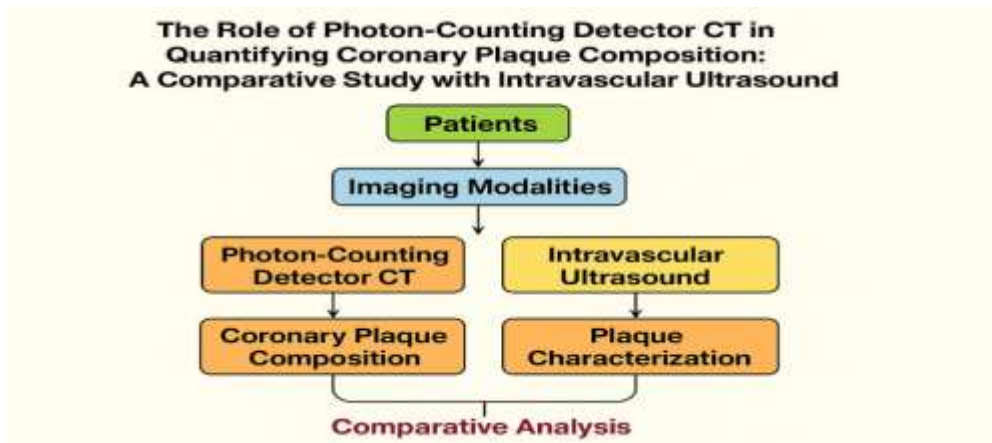 The Role of Photon-Counting Detector CT in
Quantifying Coronary Plaque Composition:
A Comparative Study with Intravascular Ultrasound
Patients
Imaging Modalities
Photon-Counting
Detector CT
Intravascular
Ultrasound
Coronary Plaque
Composition
Plaque
Characterization
Comparative Analysis